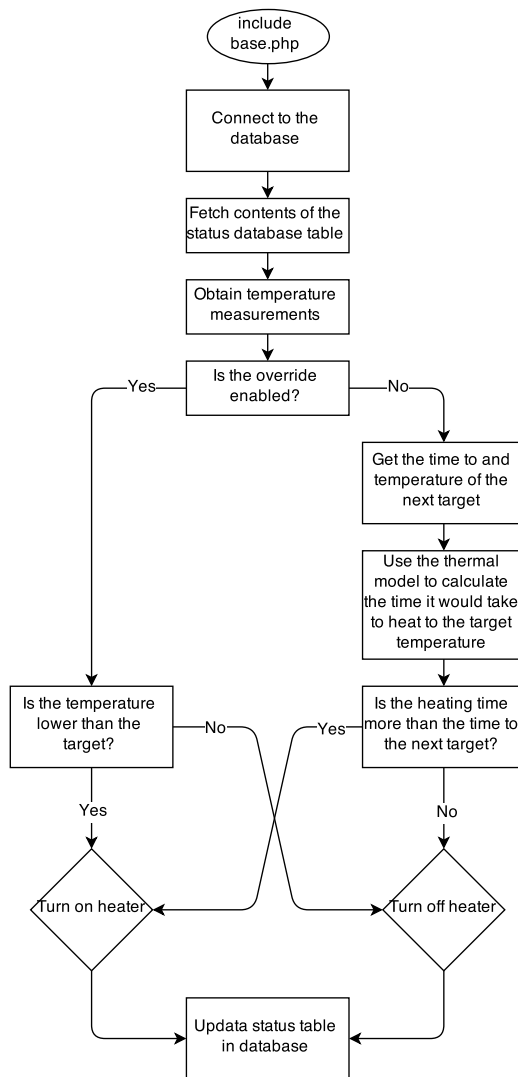 include
base.php
Connect to the
database
Fetch contents of the
status database table
Obtain temperature
measurements
Is the override
enabled?
Yes
No
Get the time to and
temperature of the
next target
Use the thermal
model to calculate
the time it would take
to heat to the target
temperature
Is the temperature
lower than the
target?
No
Yes
Is the heating time
more than the time to
the next target?
Yes
No
Turn on heater
Turn off heater
Updata status table
in database